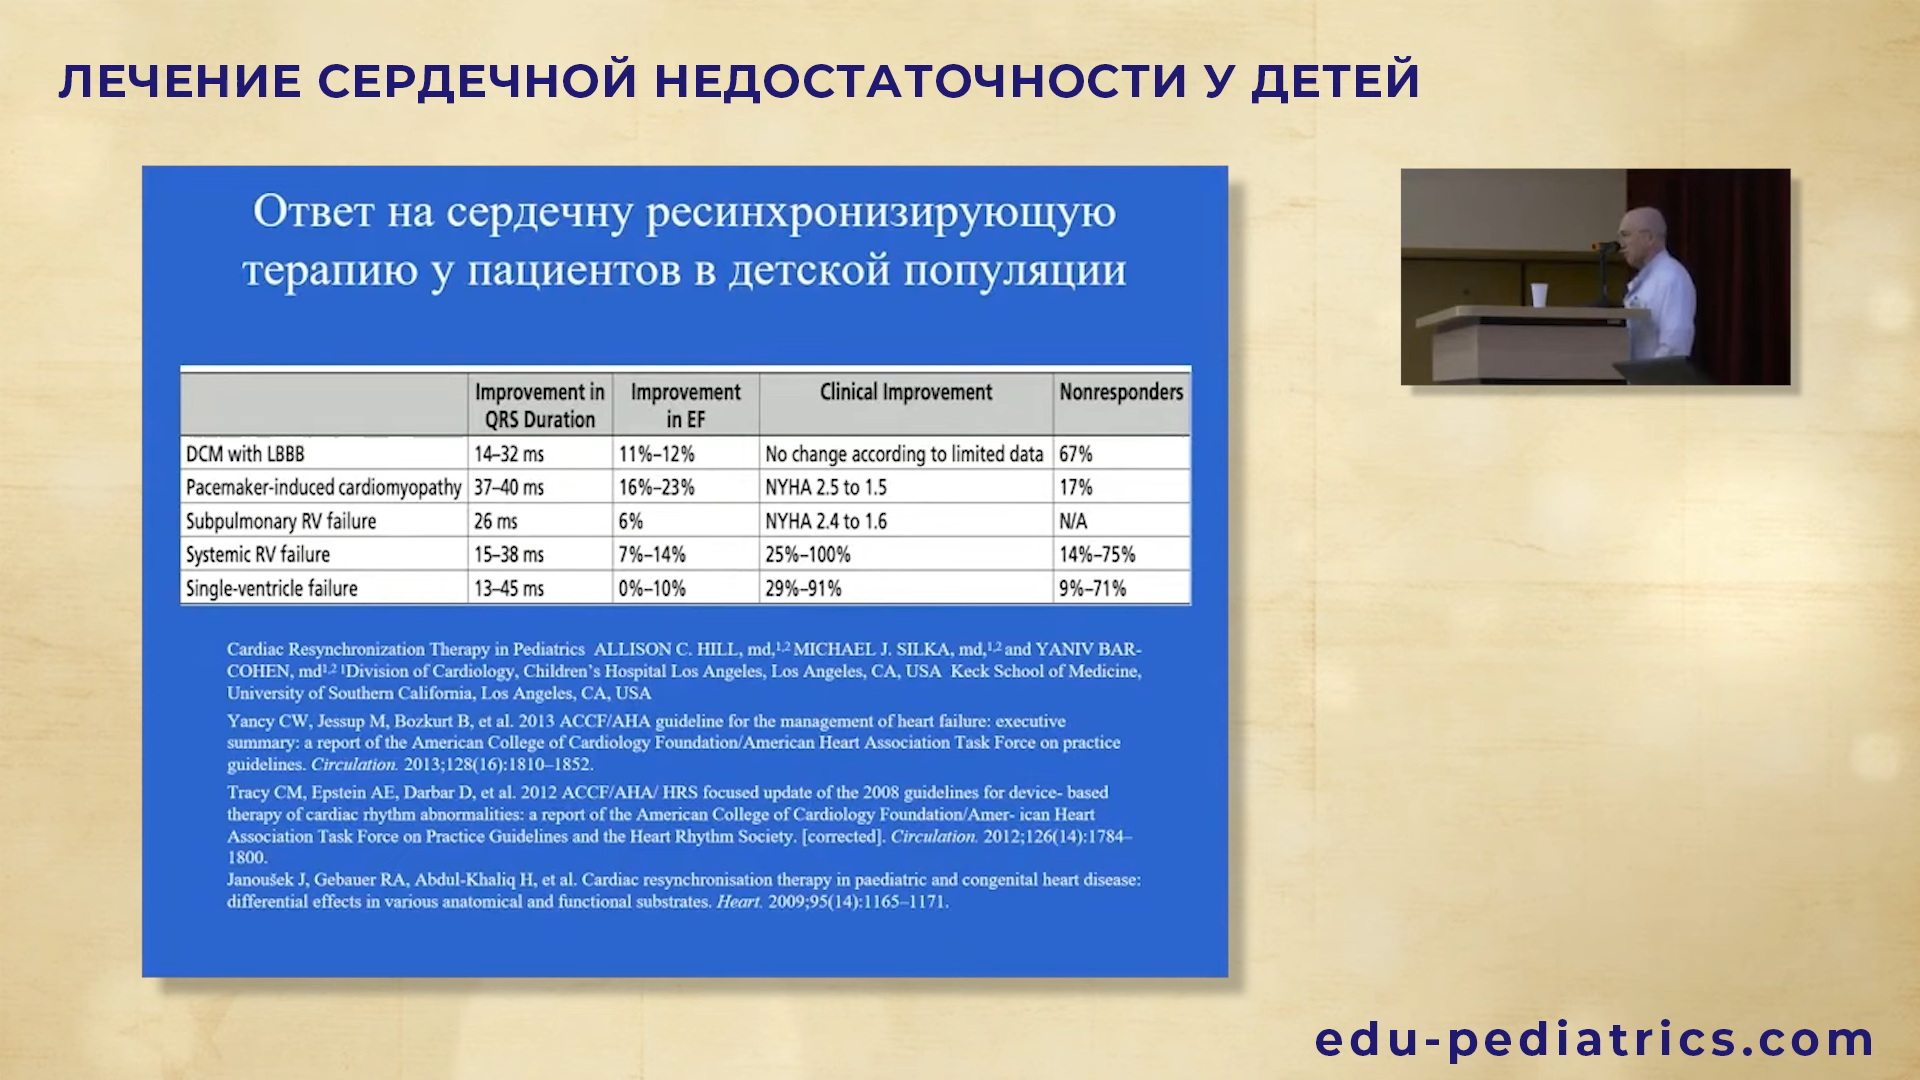 ЛЕЧЕНИЕ СЕРДЕЧНОЙ НЕДОСТАТОЧНОСТИ У ДЕТЕЙ
Ответ на сердечну ресинхронизирующую
терапию у пациентов в детской популяции
Improvement in QRS Duration Improvement in EF Clinical Improvement Nonresponders
DCM with LBBB 14–32 ms 11%–12% No change according to limited data 67%
Pacemaker-induced cardiomyopathy 37–40 ms 16%–23% NYHA 2.5 to 1.5 17%
Subpulmonary RV failure 26 ms 6% NYHA 2.4 to 1.6 N/A
Systemic RV failure 15–38 ms 7%–14% 25%–100% 14%–75%
Single-ventricle failure 13–45 ms 0%–10% 29%–91% 9%–71%
Cardiac Resynchronization Therapy in Pediatrics ALLISON C. HILL, md,1,2 MICHAEL J. SILKA, md,1,2 and YANIV BAR-
COHEN, md1,2 1Division of Cardiology, Children’s Hospital Los Angeles, Los Angeles, CA, USA Keck School of Medicine,
University of Southern California, Los Angeles, CA, USA
Yancy CW, Jessup M, Bozkurt B, et al. 2013 ACCF/AHA guideline for the management of heart failure: executive
summary: a report of the American College of Cardiology Foundation/American Heart Association Task Force on practice
guidelines. Circulation. 2013;128(16):1810–1852.
Tracy CM, Epstein AE, Darbar D, et al. 2012 ACCF/AHA/ HRS focused update of the 2008 guidelines for device- based
therapy of cardiac rhythm abnormalities: a report of the American College of Cardiology Foundation/Amer- ican Heart
Association Task Force on Practice Guidelines and the Heart Rhythm Society. [corrected]. Circulation. 2012;126(14):1784–
1800.
Janoušek J, Gebauer RA, Abdul-Khaliq H, et al. Cardiac resynchronisation therapy in paediatric and congenital heart disease:
differential effects in various anatomical and functional substrates. Heart. 2009;95(14):1165–1171.
edu-pediatrics.com